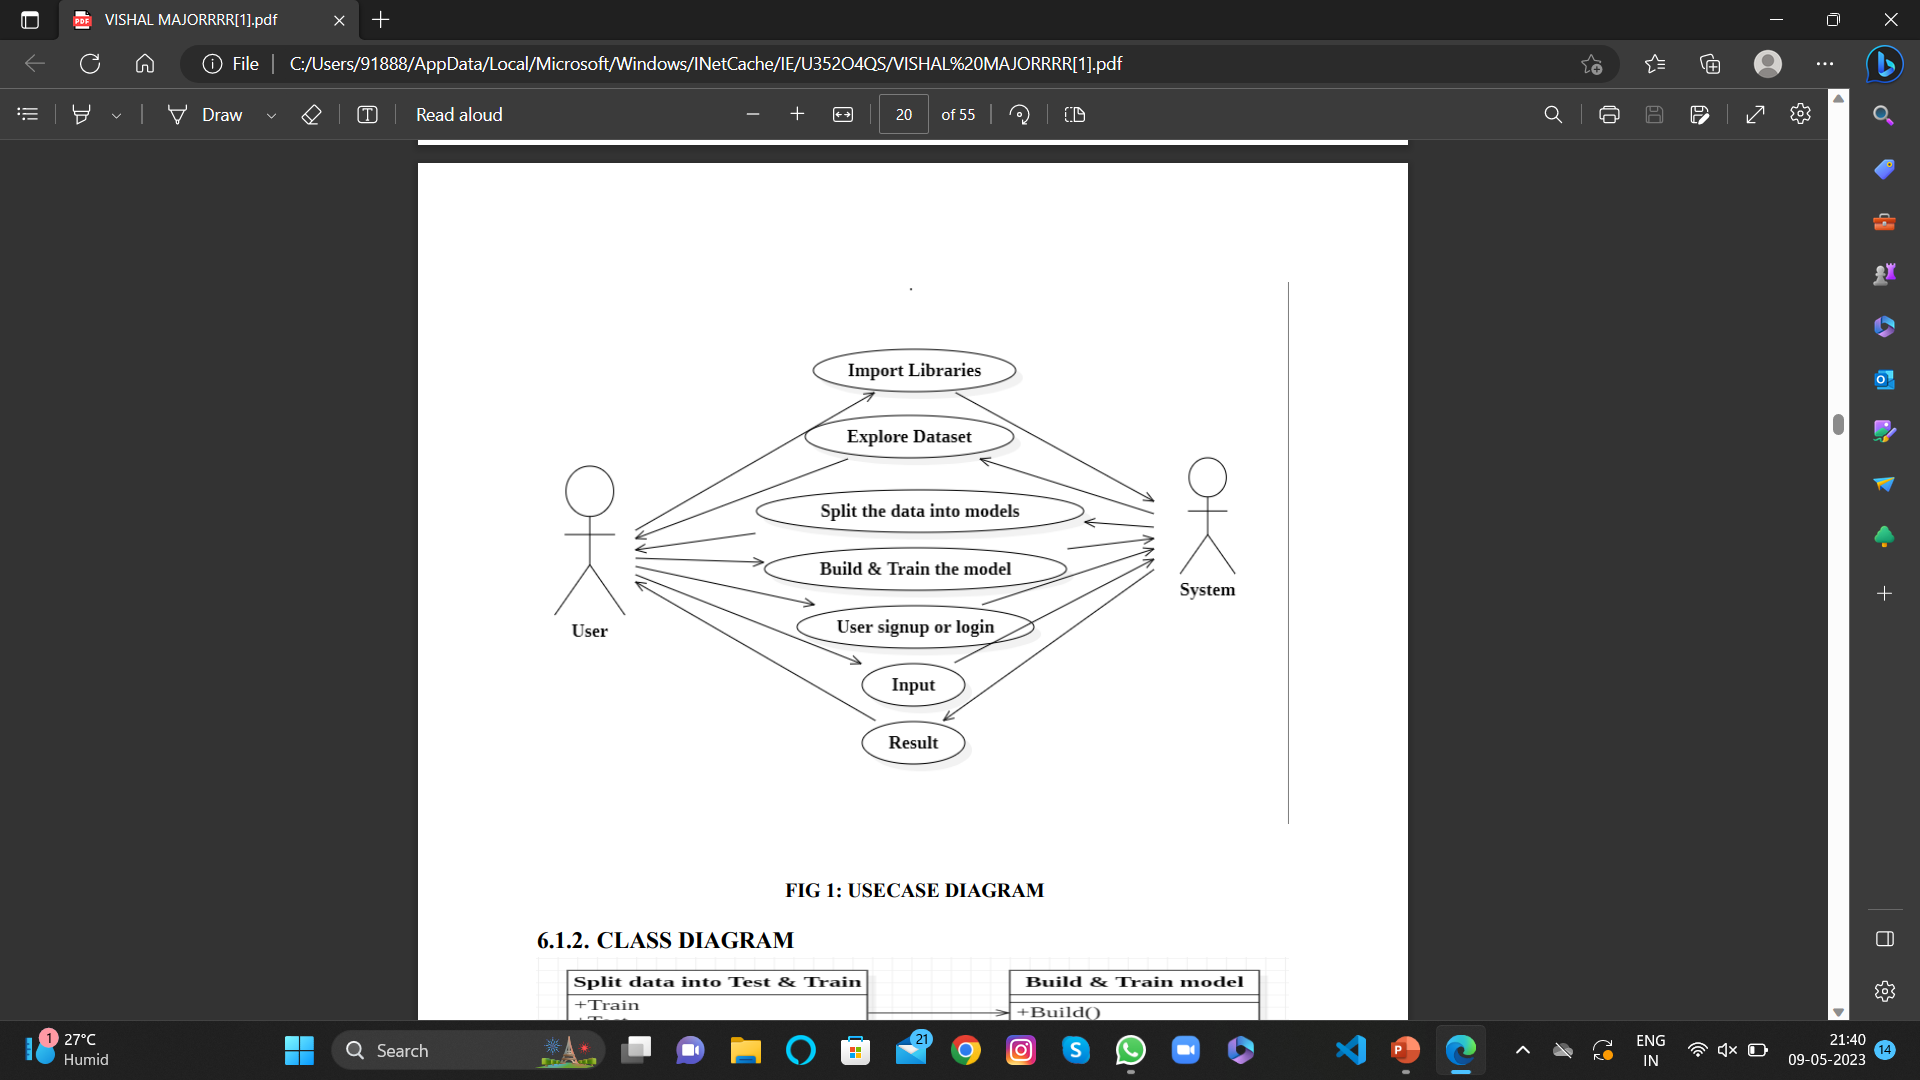 VISHAL MAJORRRR[1].pdf
File
C:/Users/91888/AppData/Local/Microsoft/Windows/INetCache/IE/U352O4QS/VISHAL%20MAJORRRR[1].pdf
Draw
Read aloud
20 of 55
Import Libraries
Explore Dataset
Split the data into models
Build & Train the model
User signup or login
Input
Result
User
System
FIG 1: USECASE DIAGRAM
6.1.2. CLASS DIAGRAM
Split data into Test & Train
Build & Train model
+Train
+Build()
1
27°C
Humid
Search
21
ENG
IN
21:40
09-05-2023
14